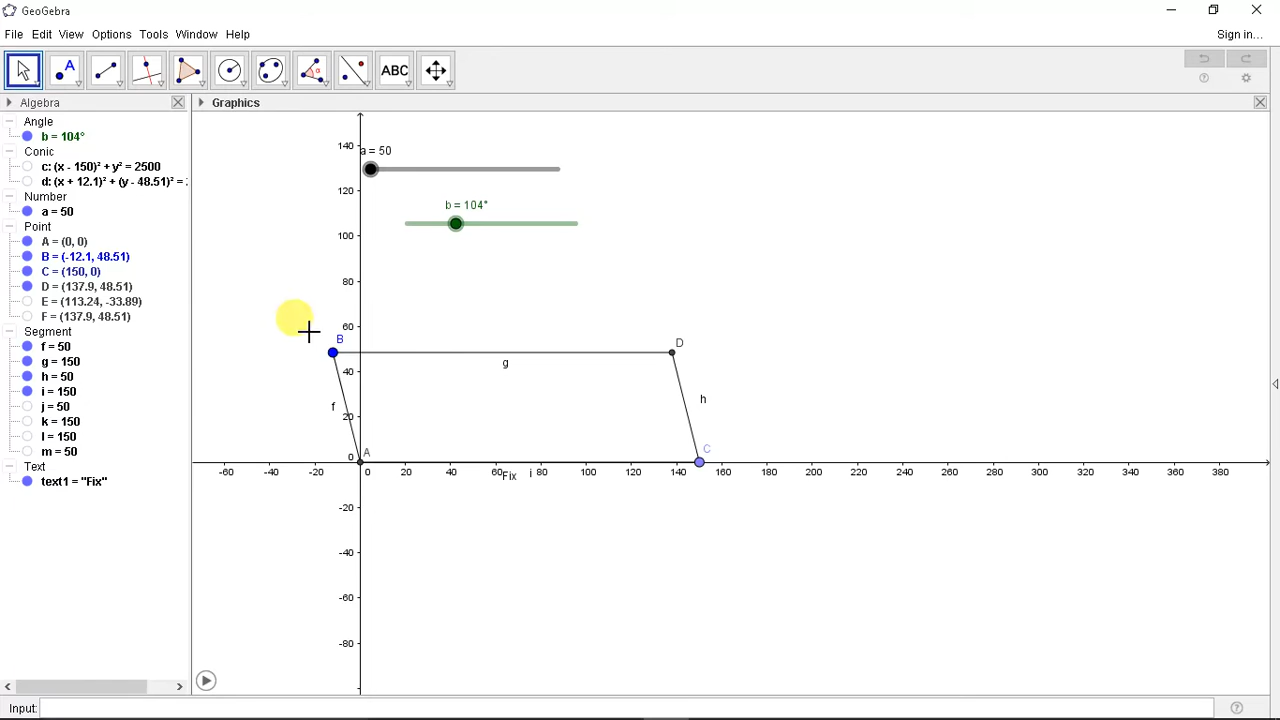 GeoGebra
File Edit View Options Tools Window Help
Sign in...
A
ABC
Algebra
Graphics
Angle
b = 104°
Conic
c: (x - 150)² + y² = 2500
d: (x + 12.1)² + (y - 48.51)² =
Number
a = 50
Point
A = (0, 0)
B = (-12.1, 48.51)
C = (150, 0)
D = (137.9, 48.51)
E = (113.24, -33.89)
F = (137.9, 48.51)
Segment
f = 50
g = 150
h = 50
i = 150
j = 50
k = 150
l = 150
m = 50
Text
text1 = "Fix"
140
a = 50
120
b = 104°
100
80
60
B
D
g
40
h
f
20
A
C
0
-60 -40 -20 0 20 40 60 80 100 120 140 160 180 200 220 240 260 280 300 320 340 360 380
Fix
i
-20
-40
-60
-80
Input: